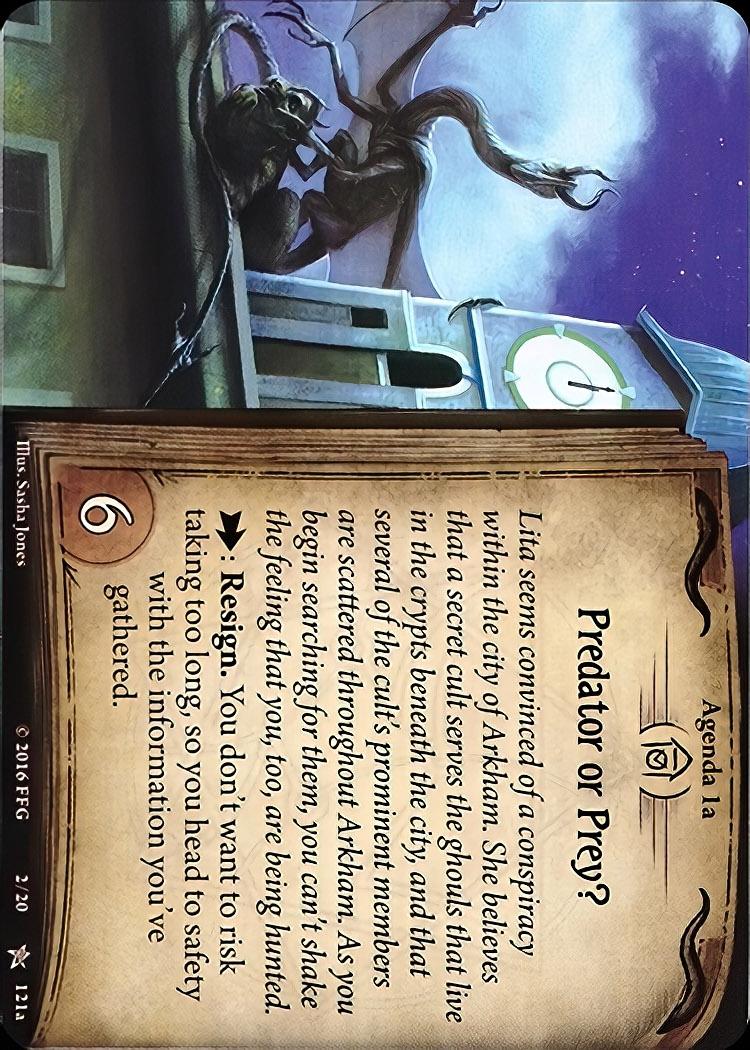 Agenda 1a
Predator or Prey?
Lita seems convinced of a conspiracy
within the city of Arkham. She believes
that a secret cult serves the ghouls that live
in the crypts beneath the city, and that
several of the cult's prominent members
are scattered throughout Arkham. As you
begin searching for them, you can't shake
the feeling that you, too, are being hunted.
: Resign. You don't want to risk
taking too long, so you head to safety
with the information you've
gathered.
6
Illus. Sasha Jones
© 2016 FFG
2/20
121a